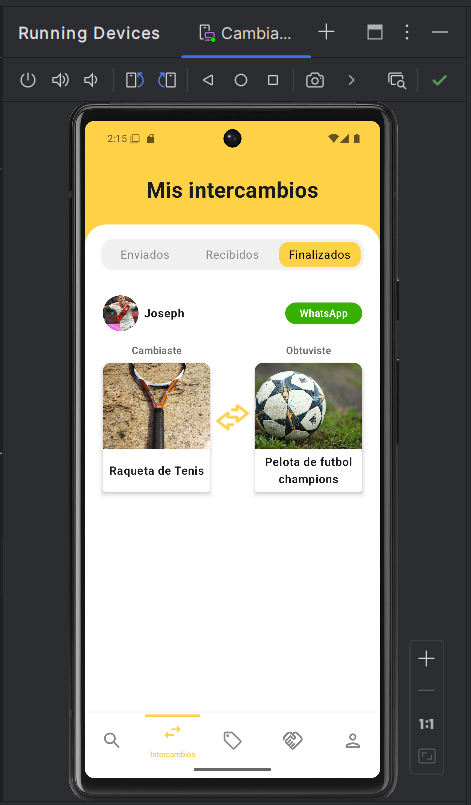 Running Devices
Cambia...
2:15
Mis intercambios
Enviados
Recibidos
Finalizados
Joseph
WhatsApp
Cambiaste
Obtuviste
Raqueta de Tenis
Pelota de futbol
champions
Intercambios
1:1